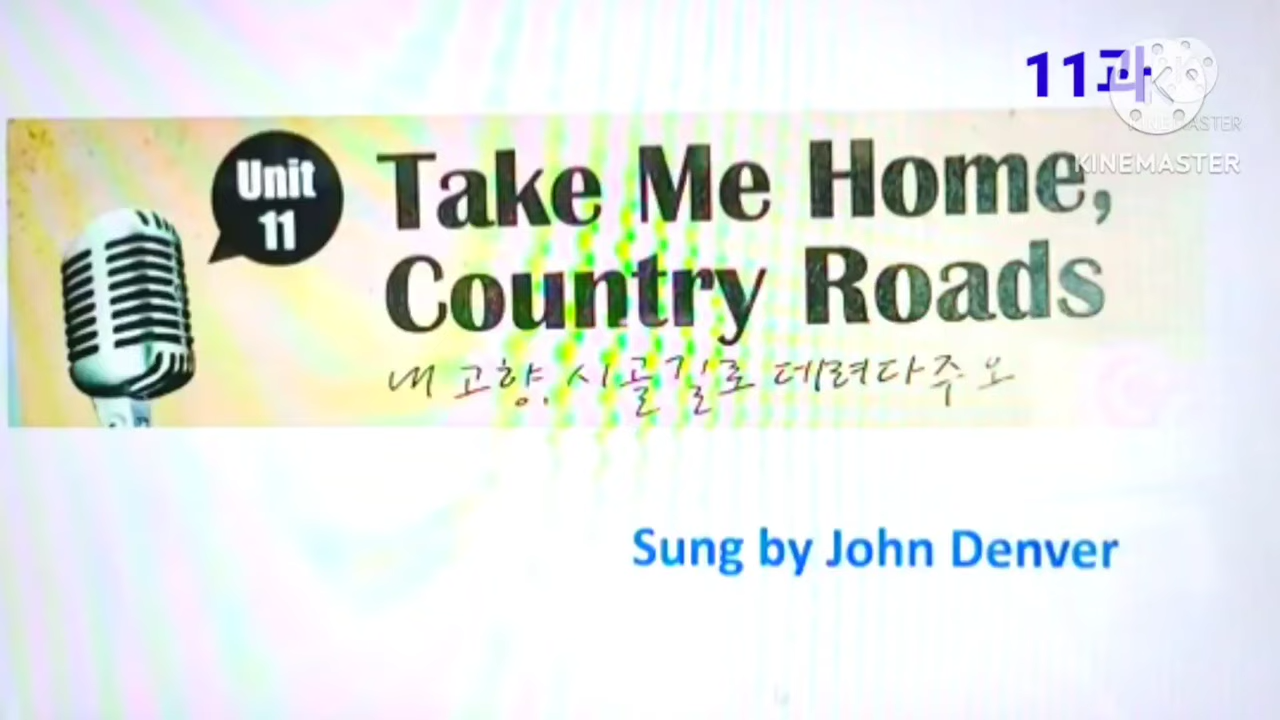 11과
KINEMASTER
KINEMASTER
Unit
11
Take Me Home,
Country Roads
내 고향, 시골길로 데려다주오
Sung by John Denver